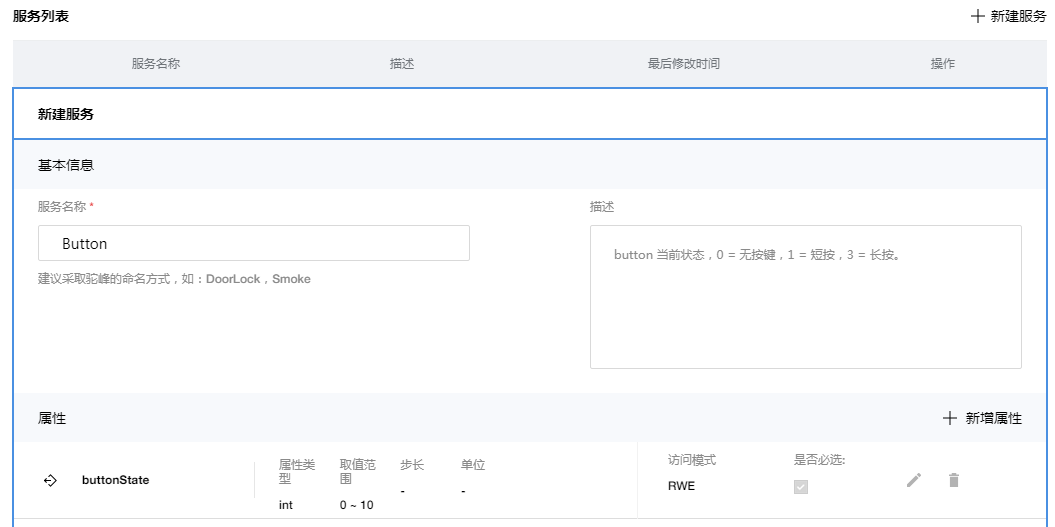 服务列表
新建服务
服务名称 描述 最后修改时间 操作
新建服务
基本信息
服务名称 * 描述
Button
button 当前状态，0 = 无按键，1 = 短按，3 = 长按。
建议采取驼峰的命名方式，如：DoorLock，Smoke
属性
新增属性
buttonState
属性类型
int
取值范围
0 ~ 10
步长
-
单位
-
访问模式
RWE
是否必选: